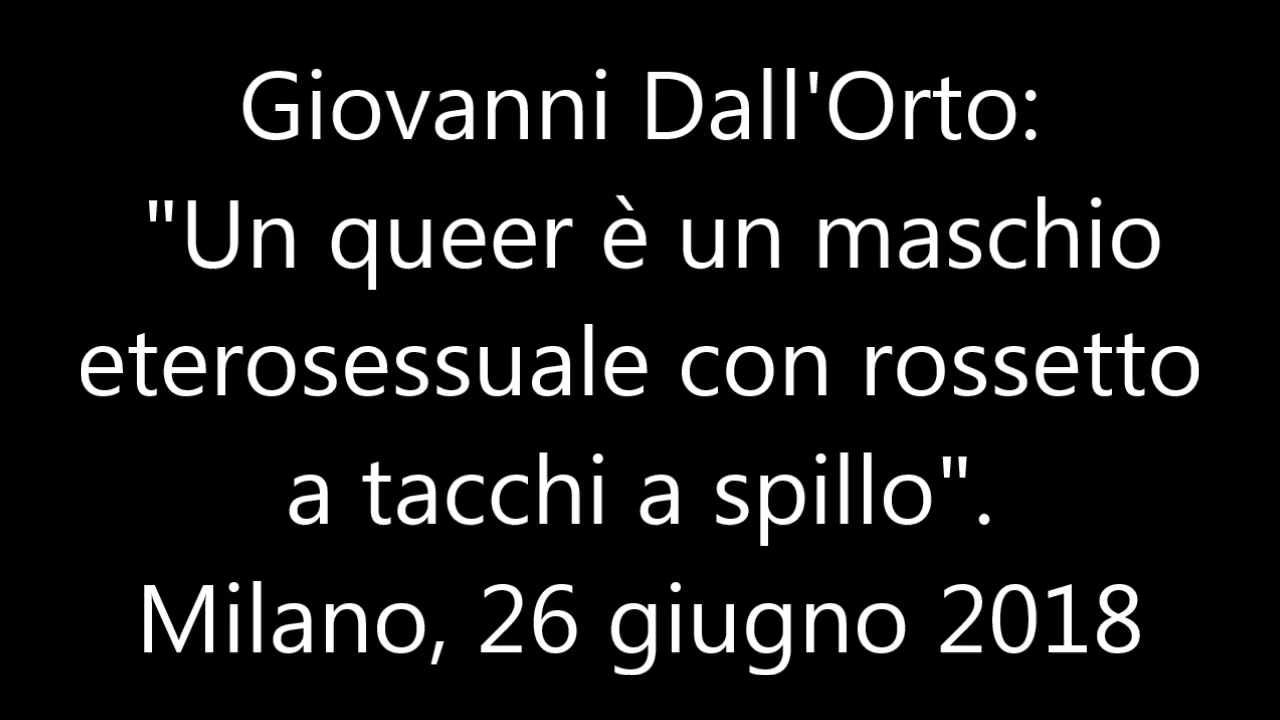 Giovanni Dall'Orto:
"Un queer è un maschio
eterosessuale con rossetto
a tacchi a spillo".
Milano, 26 giugno 2018